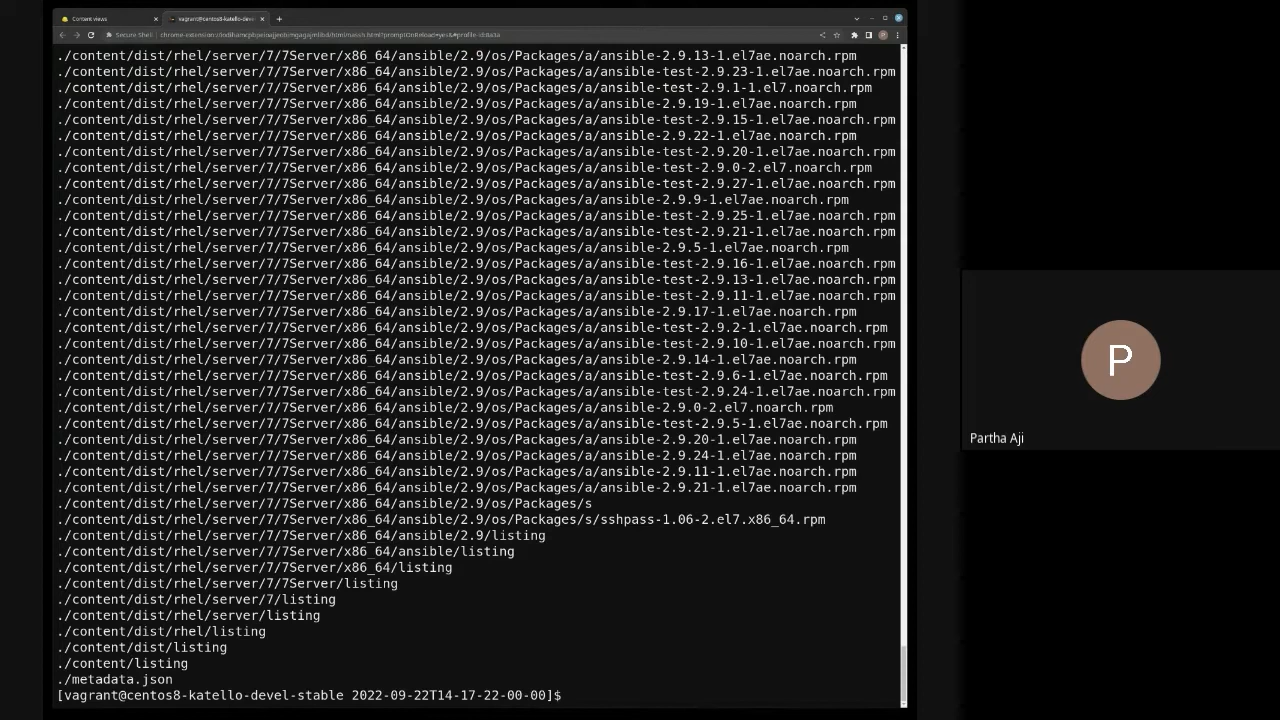 Content views
vagrant@centos8-katello-devel
Secure Shell
./content/dist/rhel/server/7/7Server/x86_64/ansible/2.9/os/Packages/a/ansible-2.9.13-1.el7ae.noarch.rpm
./content/dist/rhel/server/7/7Server/x86_64/ansible/2.9/os/Packages/a/ansible-test-2.9.23-1.el7ae.noarch.rpm
./content/dist/rhel/server/7/7Server/x86_64/ansible/2.9/os/Packages/a/ansible-test-2.9.1-1.el7.noarch.rpm
./content/dist/rhel/server/7/7Server/x86_64/ansible/2.9/os/Packages/a/ansible-2.9.19-1.el7ae.noarch.rpm
./content/dist/rhel/server/7/7Server/x86_64/ansible/2.9/os/Packages/a/ansible-test-2.9.15-1.el7ae.noarch.rpm
./content/dist/rhel/server/7/7Server/x86_64/ansible/2.9/os/Packages/a/ansible-2.9.22-1.el7ae.noarch.rpm
./content/dist/rhel/server/7/7Server/x86_64/ansible/2.9/os/Packages/a/ansible-test-2.9.20-1.el7ae.noarch.rpm
./content/dist/rhel/server/7/7Server/x86_64/ansible/2.9/os/Packages/a/ansible-test-2.9.0-2.el7.noarch.rpm
./content/dist/rhel/server/7/7Server/x86_64/ansible/2.9/os/Packages/a/ansible-test-2.9.27-1.el7ae.noarch.rpm
./content/dist/rhel/server/7/7Server/x86_64/ansible/2.9/os/Packages/a/ansible-2.9.9-1.el7ae.noarch.rpm
./content/dist/rhel/server/7/7Server/x86_64/ansible/2.9/os/Packages/a/ansible-test-2.9.25-1.el7ae.noarch.rpm
./content/dist/rhel/server/7/7Server/x86_64/ansible/2.9/os/Packages/a/ansible-test-2.9.21-1.el7ae.noarch.rpm
./content/dist/rhel/server/7/7Server/x86_64/ansible/2.9/os/Packages/a/ansible-2.9.5-1.el7ae.noarch.rpm
./content/dist/rhel/server/7/7Server/x86_64/ansible/2.9/os/Packages/a/ansible-test-2.9.16-1.el7ae.noarch.rpm
./content/dist/rhel/server/7/7Server/x86_64/ansible/2.9/os/Packages/a/ansible-test-2.9.13-1.el7ae.noarch.rpm
./content/dist/rhel/server/7/7Server/x86_64/ansible/2.9/os/Packages/a/ansible-test-2.9.11-1.el7ae.noarch.rpm
./content/dist/rhel/server/7/7Server/x86_64/ansible/2.9/os/Packages/a/ansible-2.9.17-1.el7ae.noarch.rpm
./content/dist/rhel/server/7/7Server/x86_64/ansible/2.9/os/Packages/a/ansible-test-2.9.2-1.el7ae.noarch.rpm
./content/dist/rhel/server/7/7Server/x86_64/ansible/2.9/os/Packages/a/ansible-test-2.9.10-1.el7ae.noarch.rpm
./content/dist/rhel/server/7/7Server/x86_64/ansible/2.9/os/Packages/a/ansible-2.9.14-1.el7ae.noarch.rpm
./content/dist/rhel/server/7/7Server/x86_64/ansible/2.9/os/Packages/a/ansible-test-2.9.6-1.el7ae.noarch.rpm
./content/dist/rhel/server/7/7Server/x86_64/ansible/2.9/os/Packages/a/ansible-test-2.9.24-1.el7ae.noarch.rpm
./content/dist/rhel/server/7/7Server/x86_64/ansible/2.9/os/Packages/a/ansible-2.9.0-2.el7.noarch.rpm
./content/dist/rhel/server/7/7Server/x86_64/ansible/2.9/os/Packages/a/ansible-test-2.9.5-1.el7ae.noarch.rpm
./content/dist/rhel/server/7/7Server/x86_64/ansible/2.9/os/Packages/a/ansible-2.9.20-1.el7ae.noarch.rpm
./content/dist/rhel/server/7/7Server/x86_64/ansible/2.9/os/Packages/a/ansible-2.9.24-1.el7ae.noarch.rpm
./content/dist/rhel/server/7/7Server/x86_64/ansible/2.9/os/Packages/a/ansible-2.9.11-1.el7ae.noarch.rpm
./content/dist/rhel/server/7/7Server/x86_64/ansible/2.9/os/Packages/a/ansible-2.9.21-1.el7ae.noarch.rpm
./content/dist/rhel/server/7/7Server/x86_64/ansible/2.9/os/Packages/s
./content/dist/rhel/server/7/7Server/x86_64/ansible/2.9/os/Packages/s/sshpass-1.06-2.el7.x86_64.rpm
./content/dist/rhel/server/7/7Server/x86_64/ansible/2.9/listing
./content/dist/rhel/server/7/7Server/x86_64/ansible/listing
./content/dist/rhel/server/7/7Server/x86_64/listing
./content/dist/rhel/server/7/7Server/listing
./content/dist/rhel/server/7/listing
./content/dist/rhel/server/listing
./content/dist/rhel/listing
./content/dist/listing
./content/listing
./metadata.json
[vagrant@centos8-katello-devel-stable 2022-09-22T14-17-22-00-00]$
P
Partha Aji